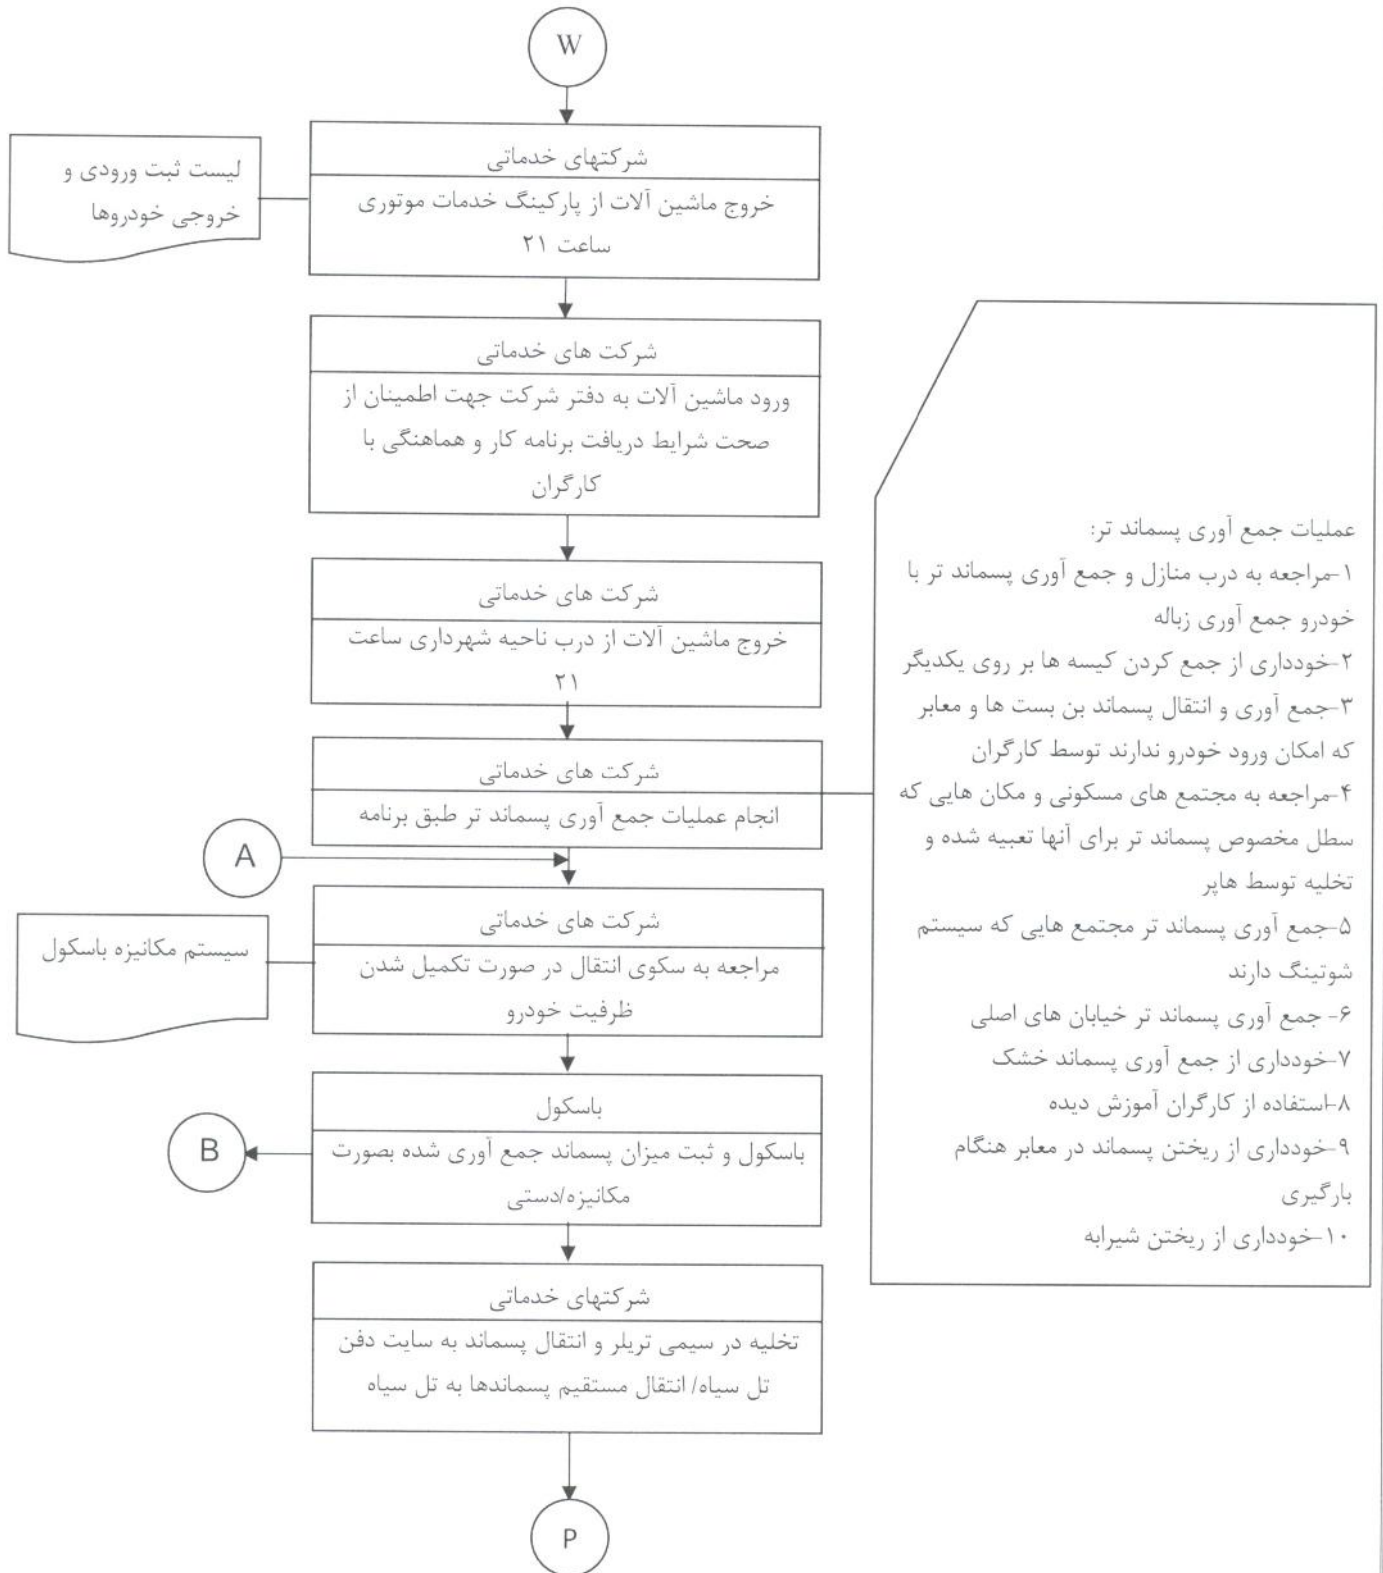 W
شرکتهای خدماتی
خروج ماشین آلات از پارکینگ خدمات موتوری
ساعت ۲۱
لیست ثبت ورودی و
خروجی خودروها
شرکت های خدماتی
ورود ماشین آلات به دفتر شرکت جهت اطمینان از
صحت شرایط دریافت برنامه کار و هماهنگی با
کارگران
شرکت های خدماتی
خروج ماشین آلات از درب ناحیه شهرداری ساعت
۲۱
شرکت های خدماتی
انجام عملیات جمع آوری پسماند تر طبق برنامه
عملیات جمع آوری پسماند تر:
۱-مراجعه به درب منازل و جمع آوری پسماند تر با
خودرو جمع آوری زباله
۲-خودداری از جمع کردن کیسه ها بر روی یکدیگر
۳-جمع آوری و انتقال پسماند بن بست ها و معابر
که امکان ورود خودرو ندارند توسط کارگران
۴-مراجعه به مجتمع های مسکونی و مکان هایی که
سطل مخصوص پسماند تر برای آنها تعبیه شده و
تخلیه توسط هاپر
۵-جمع آوری پسماند تر مجتمع هایی که سیستم
شوتینگ دارند
۶- جمع آوری پسماند تر خیابان های اصلی
۷-خودداری از جمع آوری پسماند خشک
۸-استفاده از کارگران آموزش دیده
۹-خودداری از ریختن پسماند در معابر هنگام
بارگیری
۱۰-خودداری از ریختن شیرابه
A
شرکت های خدماتی
مراجعه به سکوی انتقال در صورت تکمیل شدن
ظرفیت خودرو
سیستم مکانیزه باسکول
باسکول
باسکول و ثبت میزان پسماند جمع آوری شده بصورت
مکانیزه/دستی
B
شرکتهای خدماتی
تخلیه در سیمی تریلر و انتقال پسماند به سایت دفن
تل سیاه/ انتقال مستقیم پسماندها به تل سیاه
P